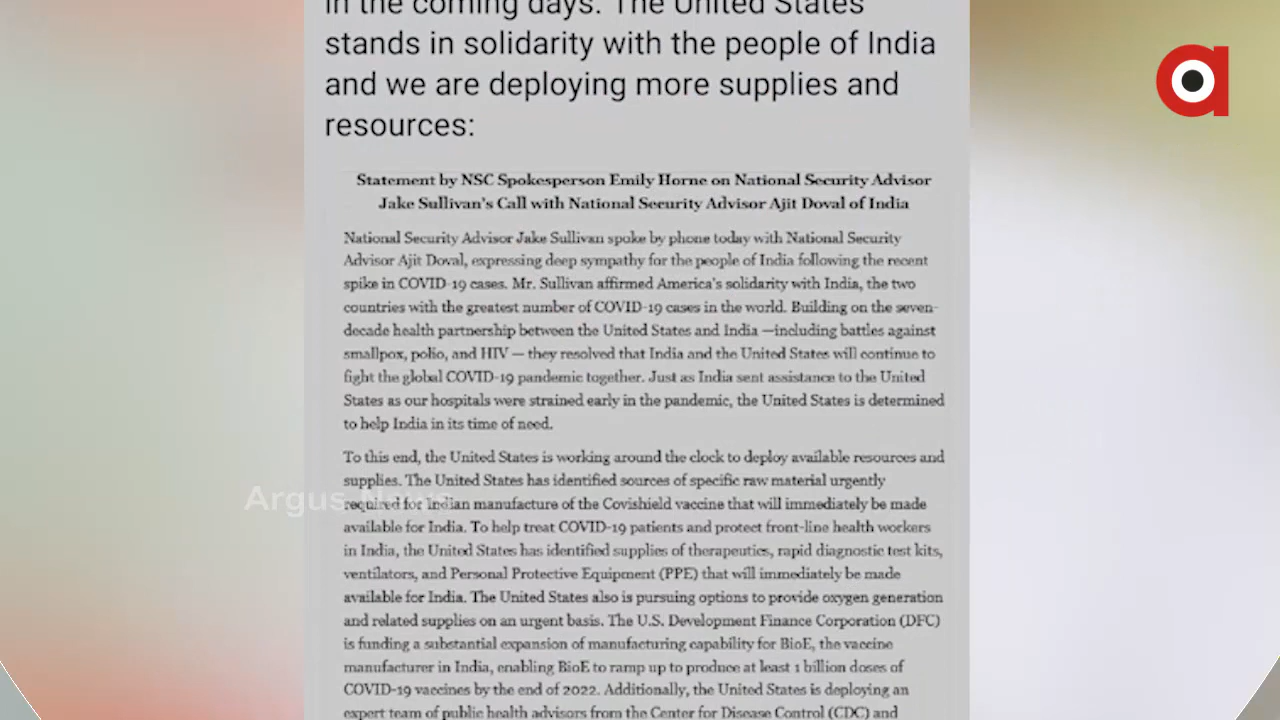 in the coming days. The United States
stands in solidarity with the people of India
and we are deploying more supplies and
resources:
Statement by NSC Spokesperson Emily Horne on National Security Advisor
Jake Sullivan's Call with National Security Advisor Ajit Doval of India
National Security Advisor Jake Sullivan spoke by phone today with National Security
Advisor Ajit Doval, expressing deep sympathy for the people of India following the recent
spike in COVID-19 cases. Mr. Sullivan affirmed America's solidarity with India, the two
countries with the greatest number of COVID-19 cases in the world. Building on the seven-
decade health partnership between the United States and India —including battles against
smallpox, polio, and HIV — they resolved that India and the United States will continue to
fight the global COVID-19 pandemic together. Just as India sent assistance to the United
States as our hospitals were strained early in the pandemic, the United States is determined
to help India in its time of need.
To this end, the United States is working around the clock to deploy available resources and
supplies. The United States has identified sources of specific raw material urgently
Argus News
required for Indian manufacture of the Covishield vaccine that will immediately be made
available for India. To help treat COVID-19 patients and protect front-line health workers
in India, the United States has identified supplies of therapeutics, rapid diagnostic test kits,
ventilators, and Personal Protective Equipment (PPE) that will immediately be made
available for India. The United States also is pursuing options to provide oxygen generation
and related supplies on an urgent basis. The U.S. Development Finance Corporation (DFC)
is funding a substantial expansion of manufacturing capability for BioE, the vaccine
manufacturer in India, enabling BioE to ramp up to produce at least 1 billion doses of
COVID-19 vaccines by the end of 2022. Additionally, the United States is deploying an
expert team of public health advisors from the Center for Disease Control (CDC) and